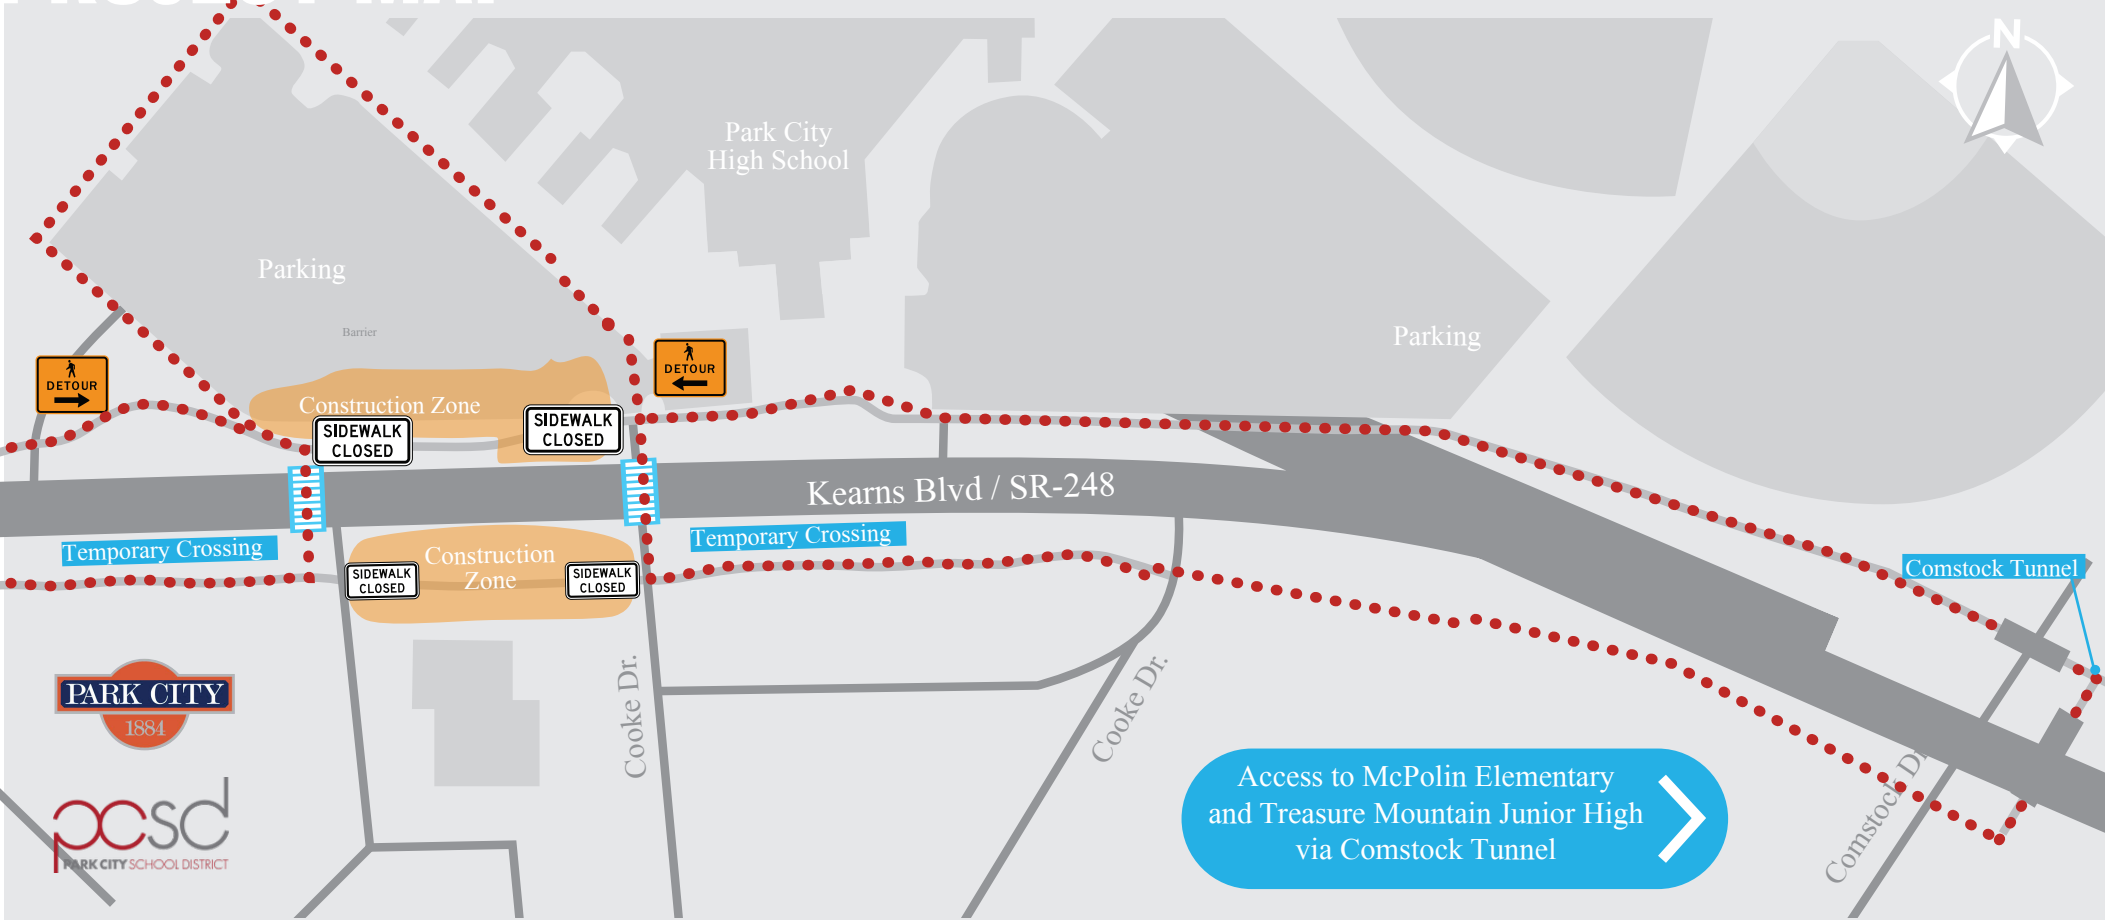 PROJECT MAP
N
Park City
High School
Parking
Parking
Barrier
DETOUR
DETOUR
Construction Zone
SIDEWALK
CLOSED
SIDEWALK
CLOSED
Kearns Blvd / SR-248
Temporary Crossing
Temporary Crossing
Construction
Zone
SIDEWALK
CLOSED
SIDEWALK
CLOSED
Comstock Tunnel
Cooke Dr.
Cooke Dr.
Comstock Dr.
PARK CITY
1884
pcsd
PARK CITY SCHOOL DISTRICT
Access to McPolin Elementary
and Treasure Mountain Junior High
via Comstock Tunnel